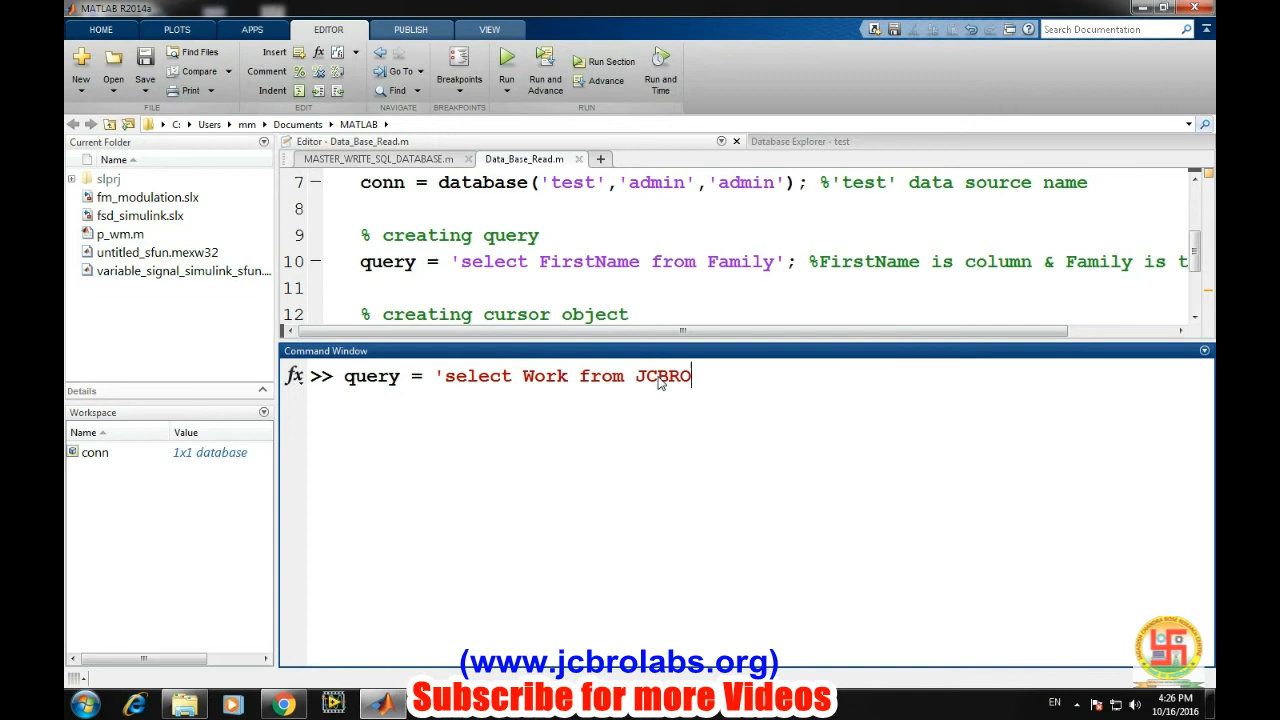 MATLAB R2014a
HOME PLOTS APPS EDITOR PUBLISH VIEW
Search Documentation
New Open Save Find Files Compare Print
Insert Comment Indent
Go To Find
Breakpoints Run Run and Advance Run Section Advance Run and Time
FILE EDIT NAVIGATE BREAKPOINTS RUN
C: Users mm Documents MATLAB
Current Folder
Name
slprj
fm_modulation.slx
fsd_simulink.slx
p_wm.m
untitled_sfun.mexw32
variable_signal_simulink_sfun....
Details
Workspace
Name Value
conn 1x1 database
Editor - Data_Base_Read.m
Database Explorer - test
MASTER_WRITE_SQL_DATABASE.m Data_Base_Read.m
7 conn = database('test','admin','admin'); %'test' data source name
8
9 % creating query
10 query = 'select FirstName from Family'; %FirstName is column & Family is t
11
12 % creating cursor object
Command Window
fx >> query = 'select Work from JCBRO
(www.jcbrolabs.org)
Subscribe for more Videos
EN
4:26 PM
10/16/2016